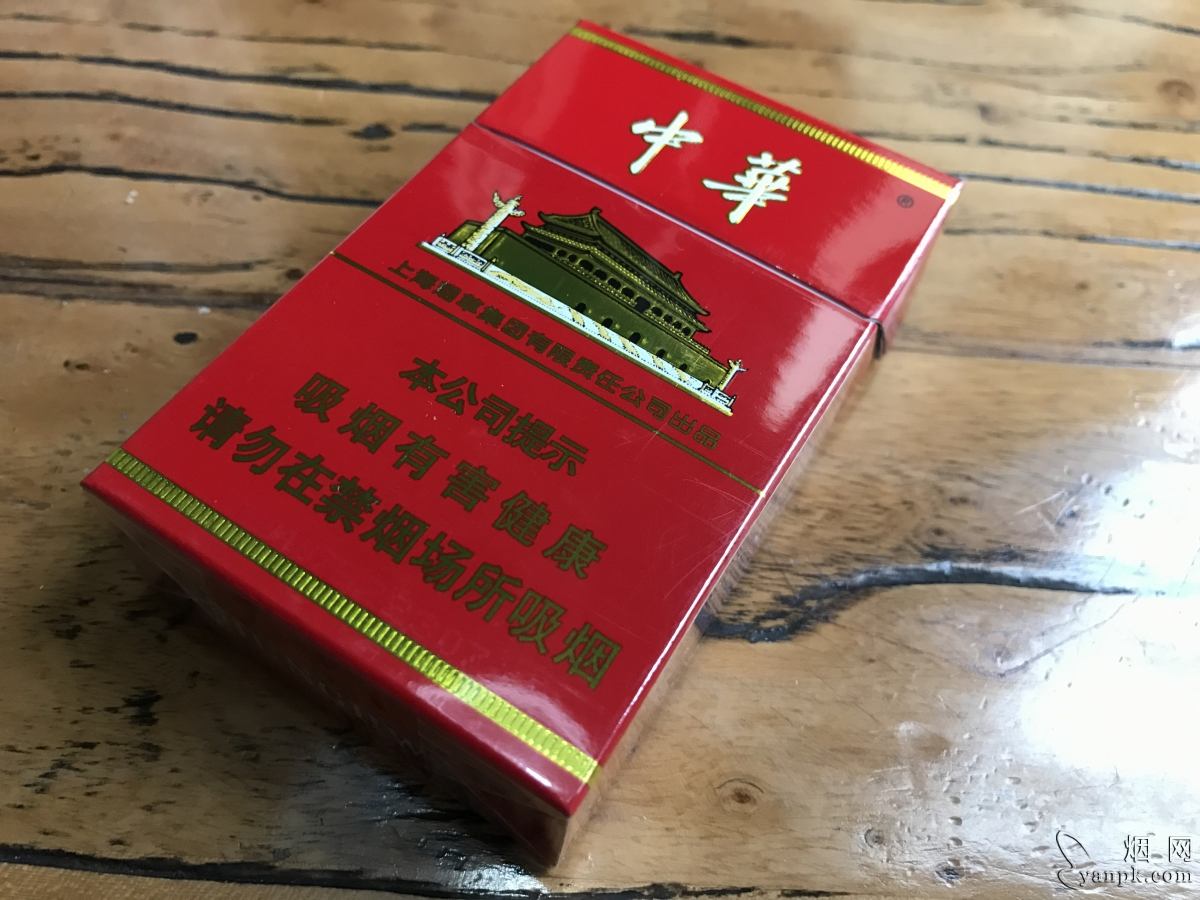 中華
®
上海烟草集团有限责任公司出品
本公司提示
吸烟有害健康
请勿在禁烟场所吸烟
烟网
yanpk.com